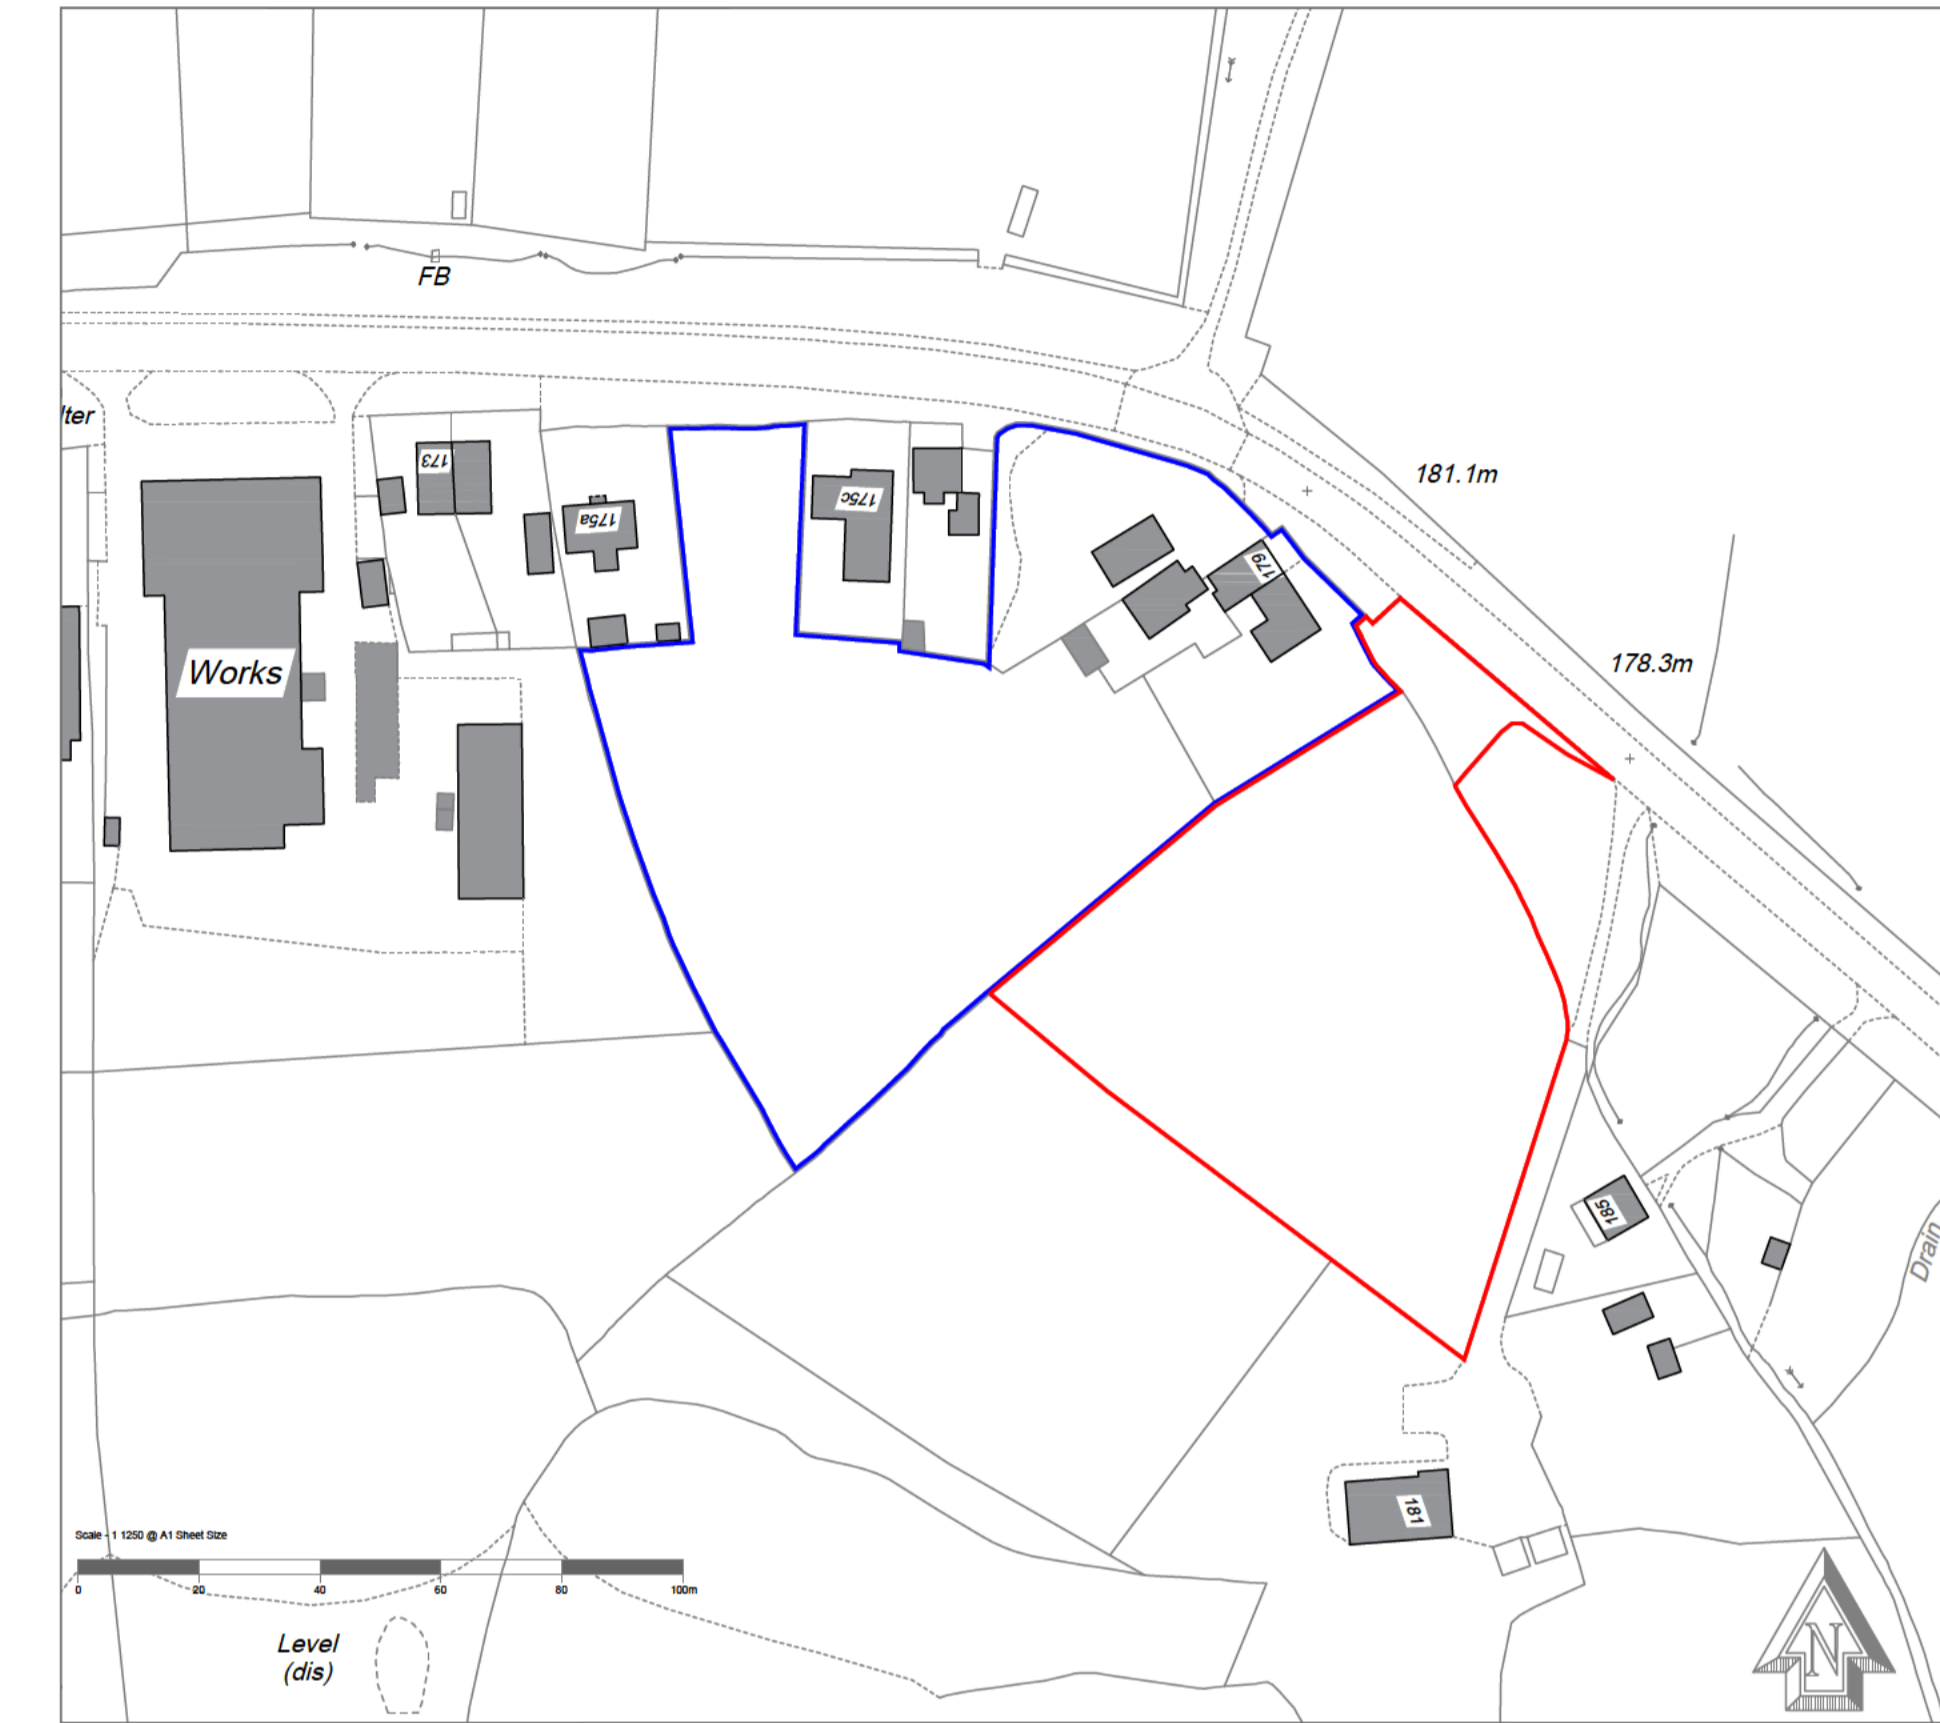 FB
lter
181.1m
173
175a
175c
179
178.3m
Works
185
Drain
181
Scale - 1 1250 @ A1 Sheet Size
0 20 40 60 80 100m
Level
(dis)
N